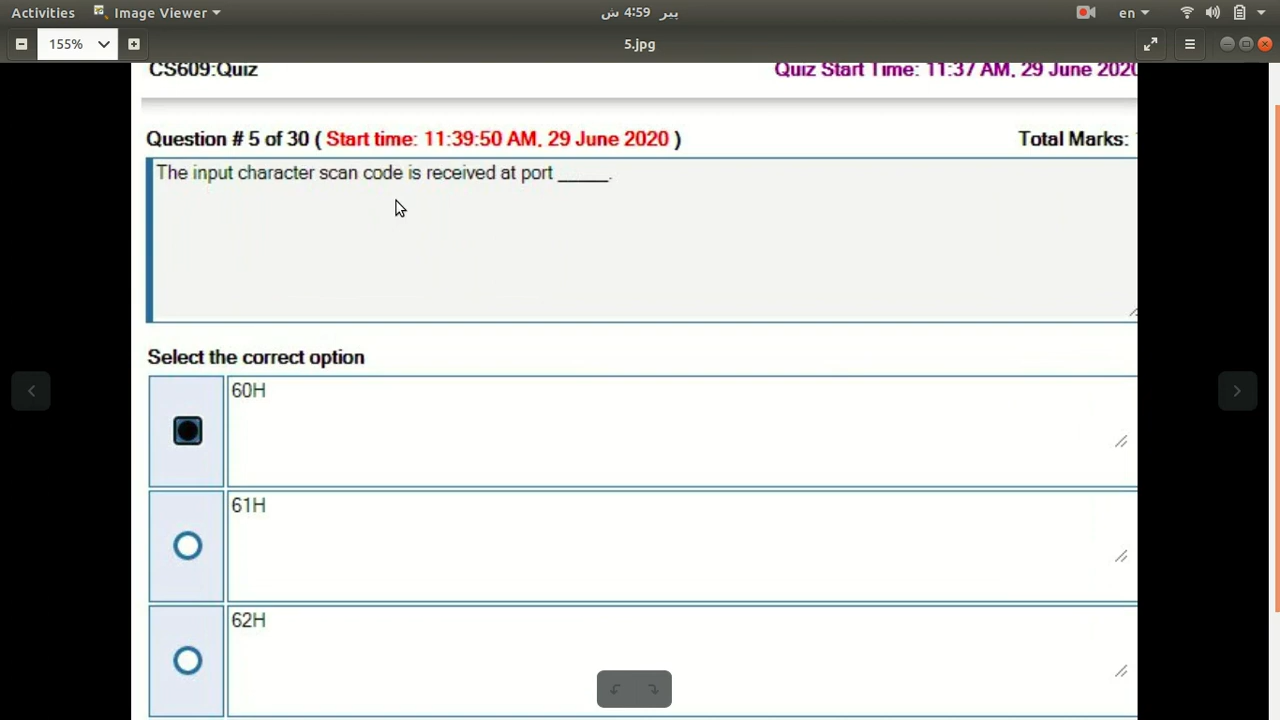 Activities Image Viewer پیر 4:59 ش en
155% 5.jpg
CS609:Quiz Quiz Start Time: 11:37 AM, 29 June 2020
Question # 5 of 30 ( Start time: 11:39:50 AM, 29 June 2020 ) Total Marks:
The input character scan code is received at port _____.
Select the correct option
60H
61H
62H